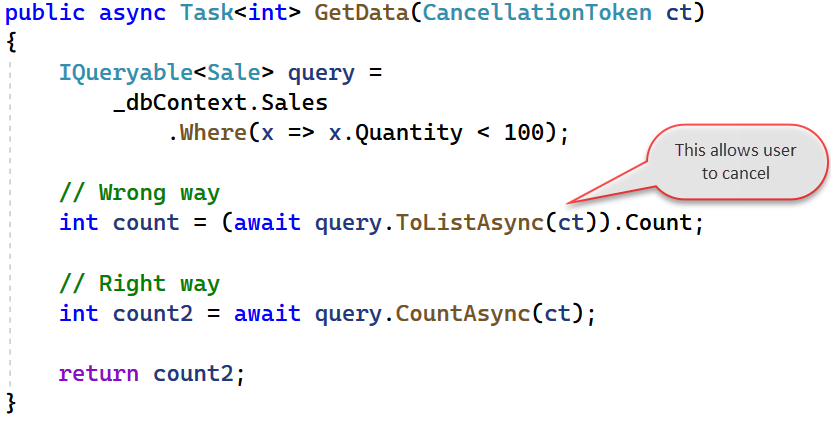 public async Task<int> GetData(CancellationToken ct)
{
    IQueryable<Sale> query =
        _dbContext.Sales
            .Where(x => x.Quantity < 100);
This allows user
to cancel
    // Wrong way
    int count = (await query.ToListAsync(ct)).Count;
    // Right way
    int count2 = await query.CountAsync(ct);
    return count2;
}